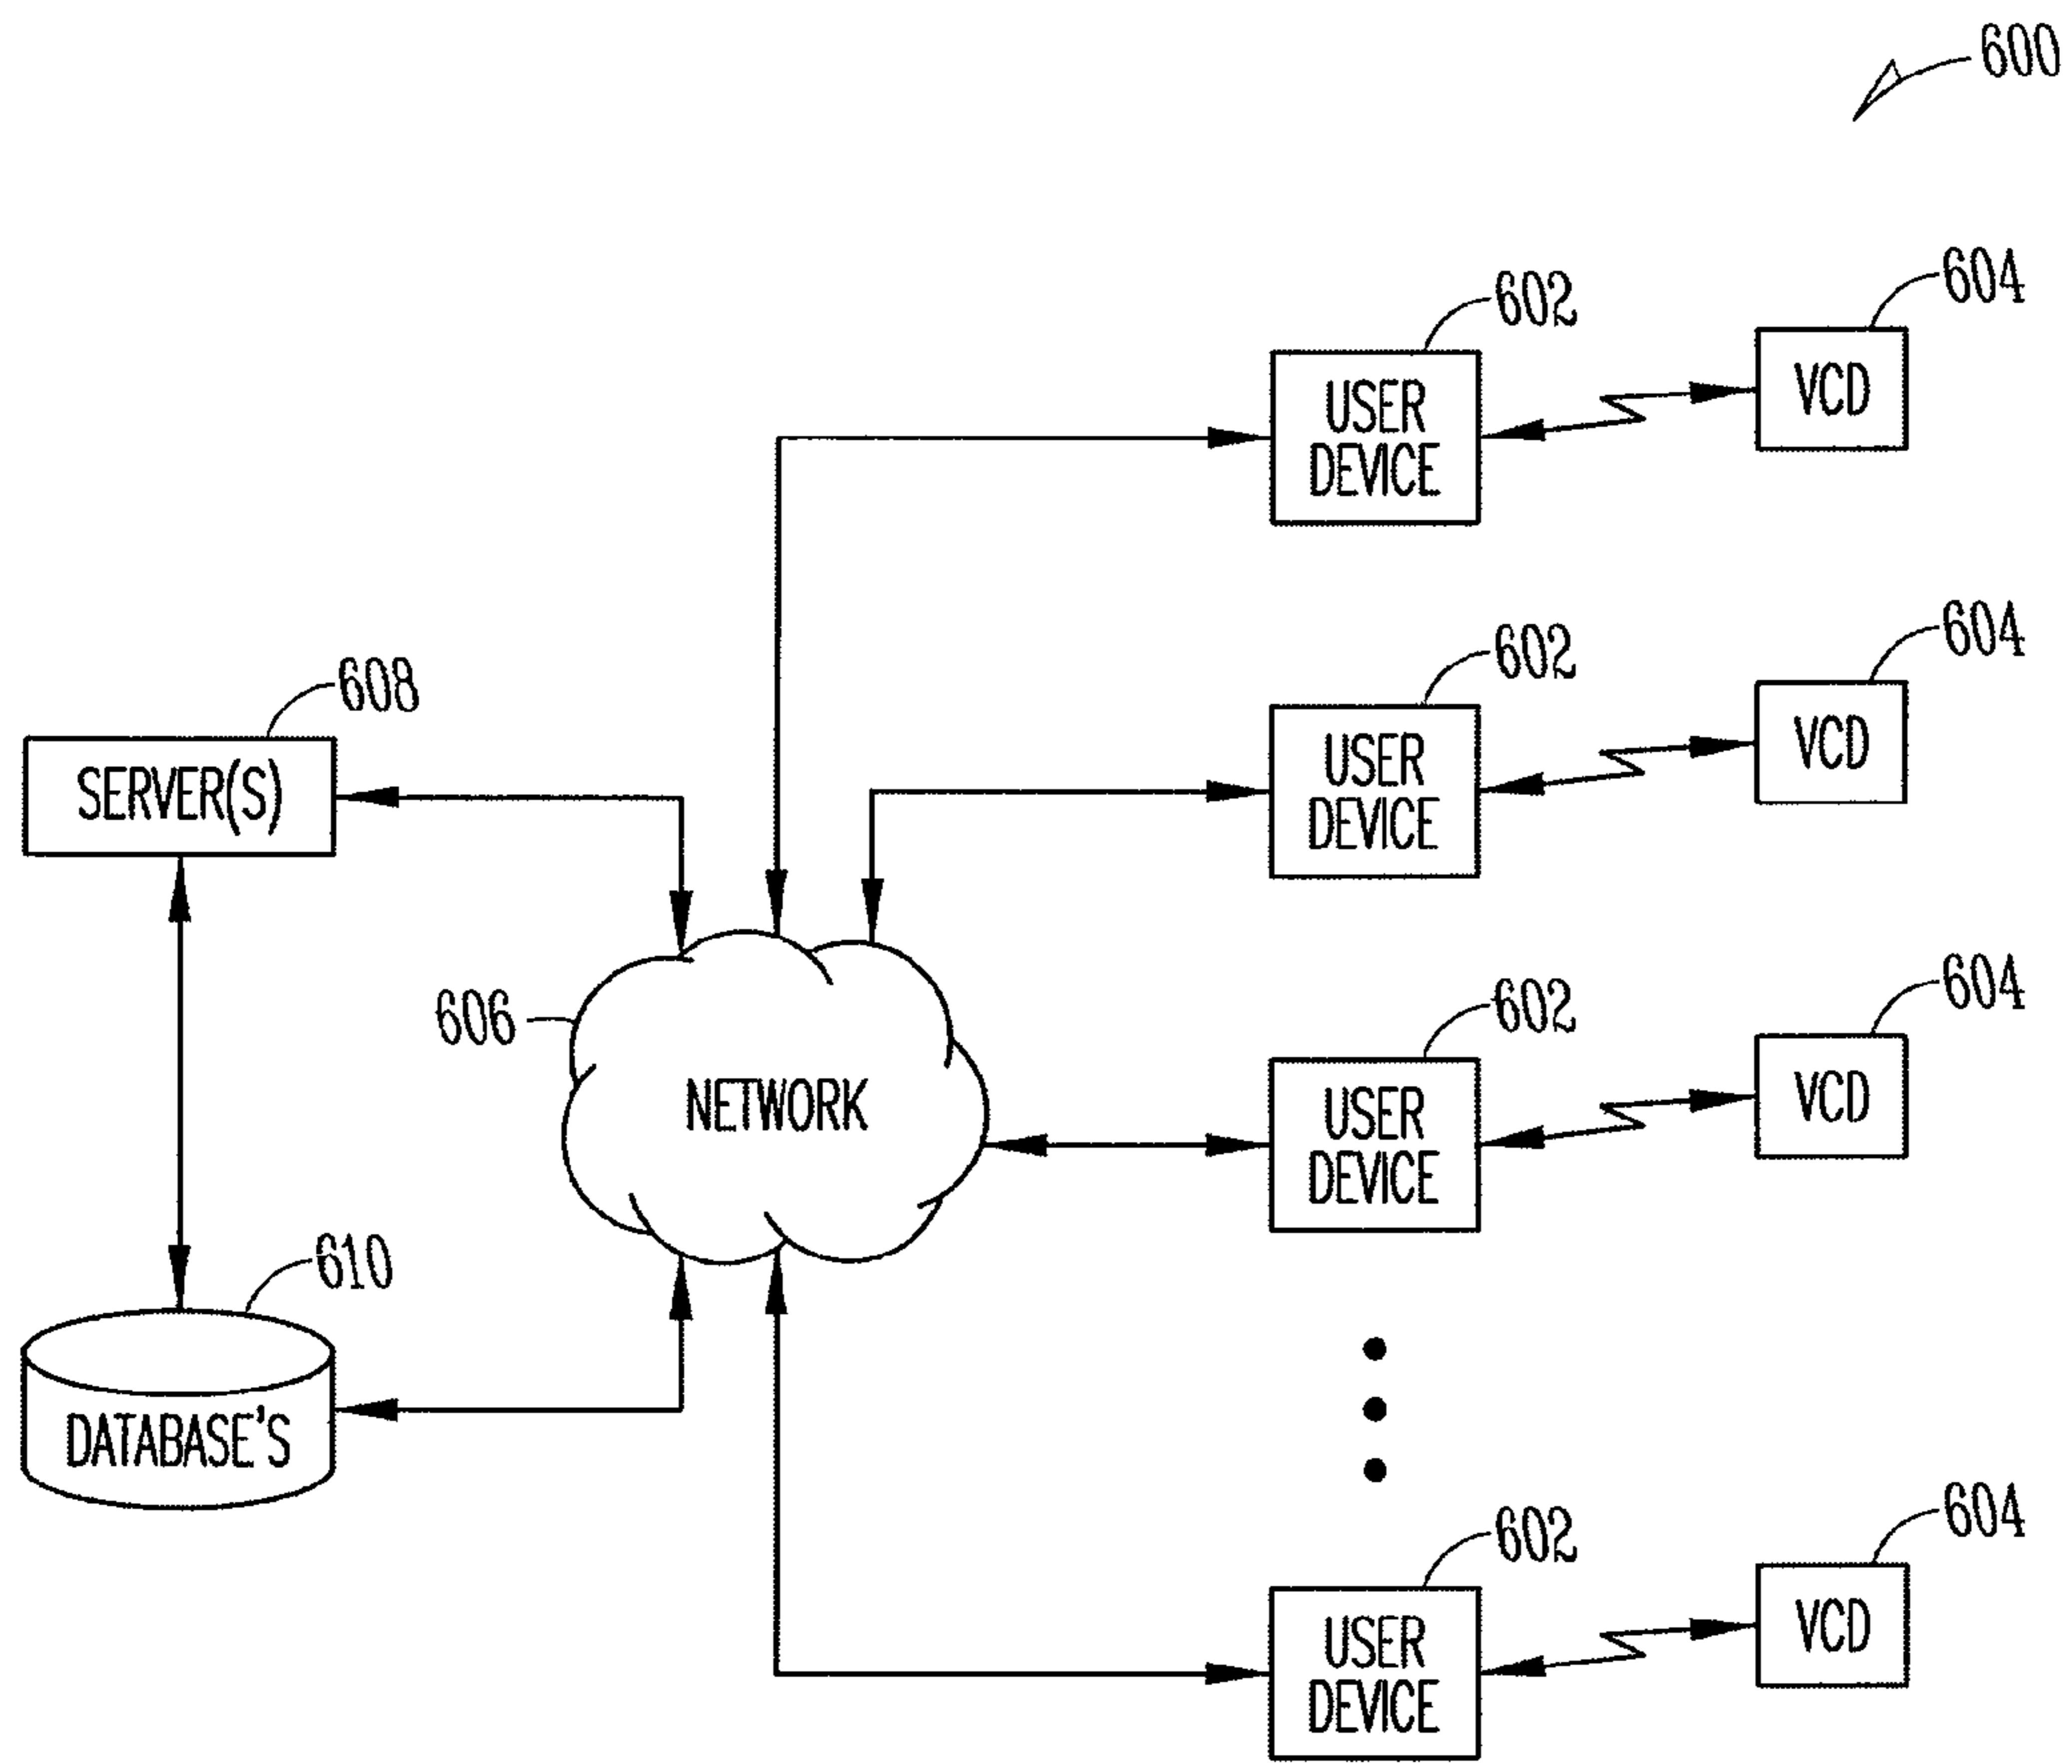 600
604
602
VCD
USER
DEVICE
604
602
608
VCD
USER
DEVICE
SERVER(S)
604
602
606
VCD
USER
DEVICE
NETWORK
610
DATABASE'S
604
602
VCD
USER
DEVICE